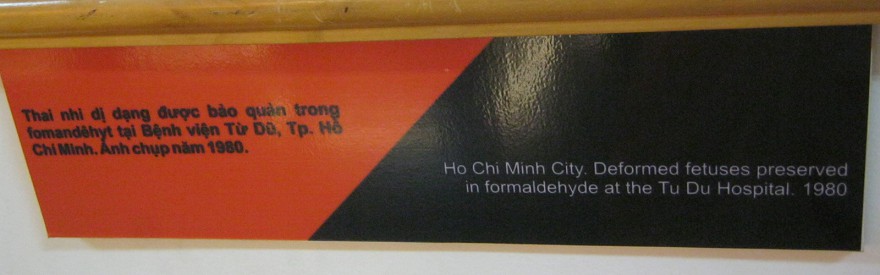 Thai nhi dị dạng được bảo quản trong
fomanđêhyt tại Bệnh viện Từ Dũ, Tp. Hồ
Chí Minh. Ảnh chụp năm 1980.
Ho Chi Minh City. Deformed fetuses preserved
in formaldehyde at the Tu Du Hospital. 1980